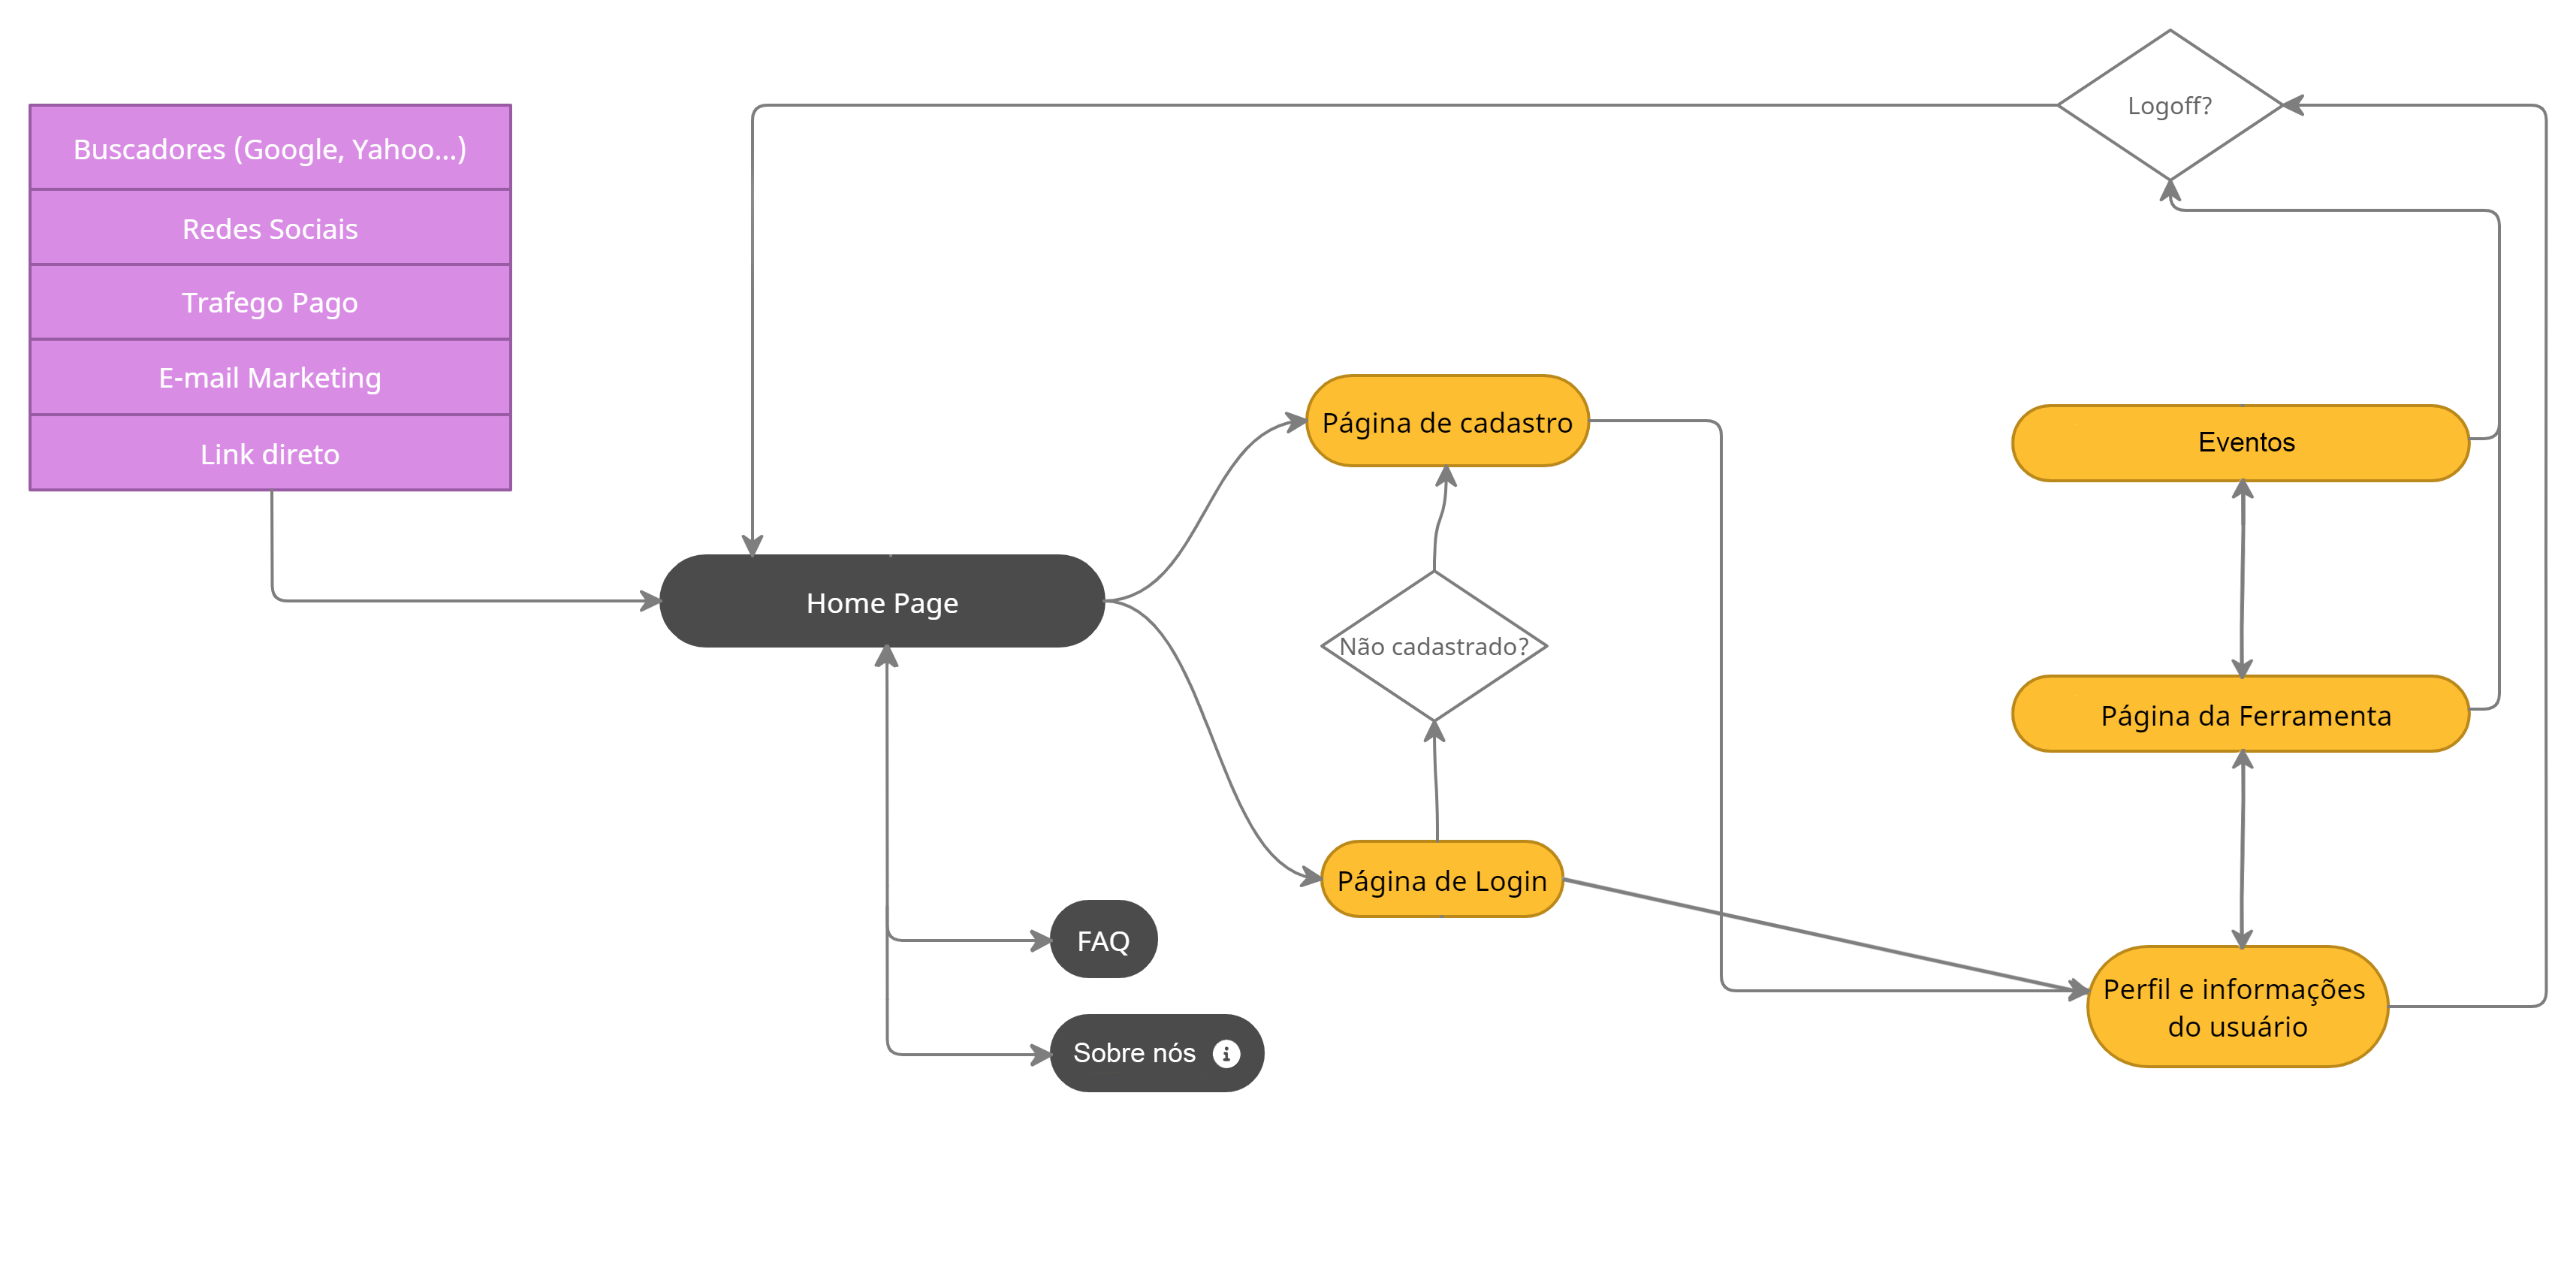 Logoff?
Buscadores (Google, Yahoo...)
Redes Sociais
Trafego Pago
E-mail Marketing
Link direto
Página de cadastro
Eventos
Home Page
Não cadastrado?
Página da Ferramenta
Página de Login
FAQ
Perfil e informações
do usuário
Sobre nós